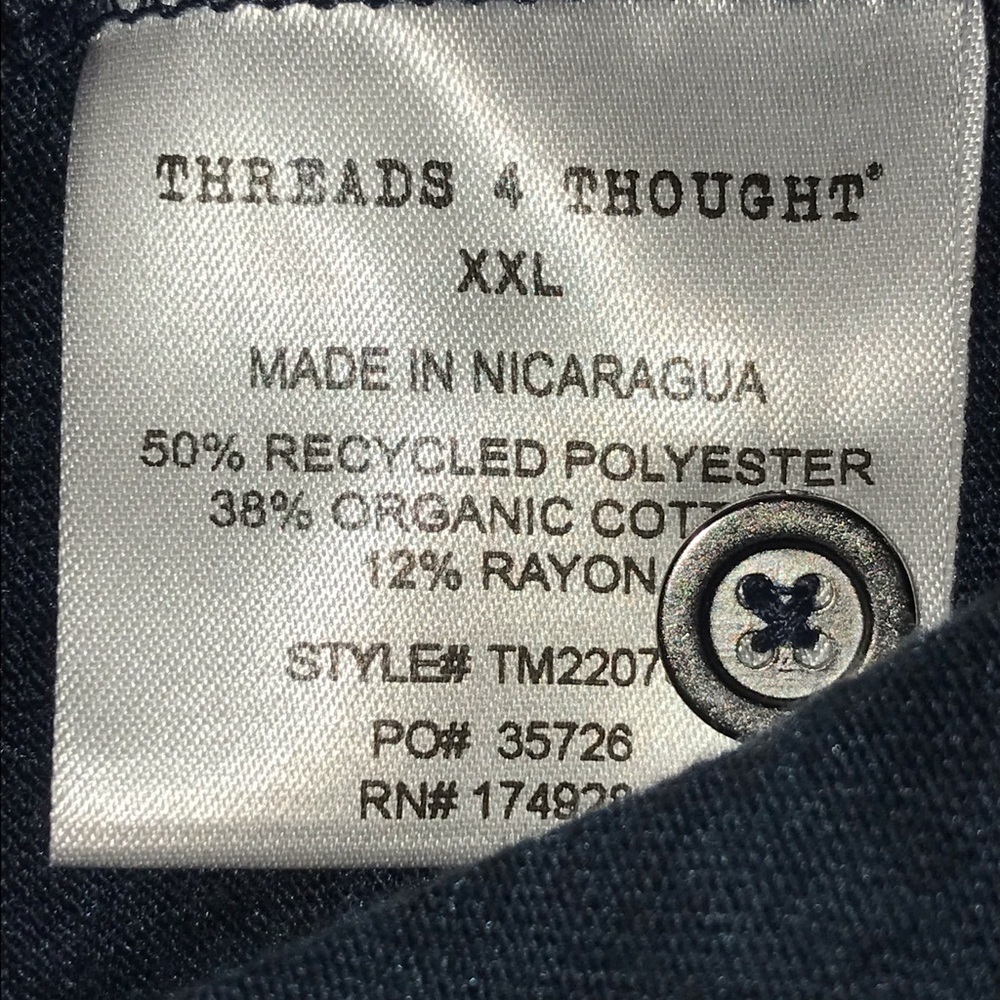 THREADS 4 THOUGHT®
XXL
MADE IN NICARAGUA
50% RECYCLED POLYESTER
38% ORGANIC COTT
12% RAYON
STYLE# TM2207
PO# 35726
RN#